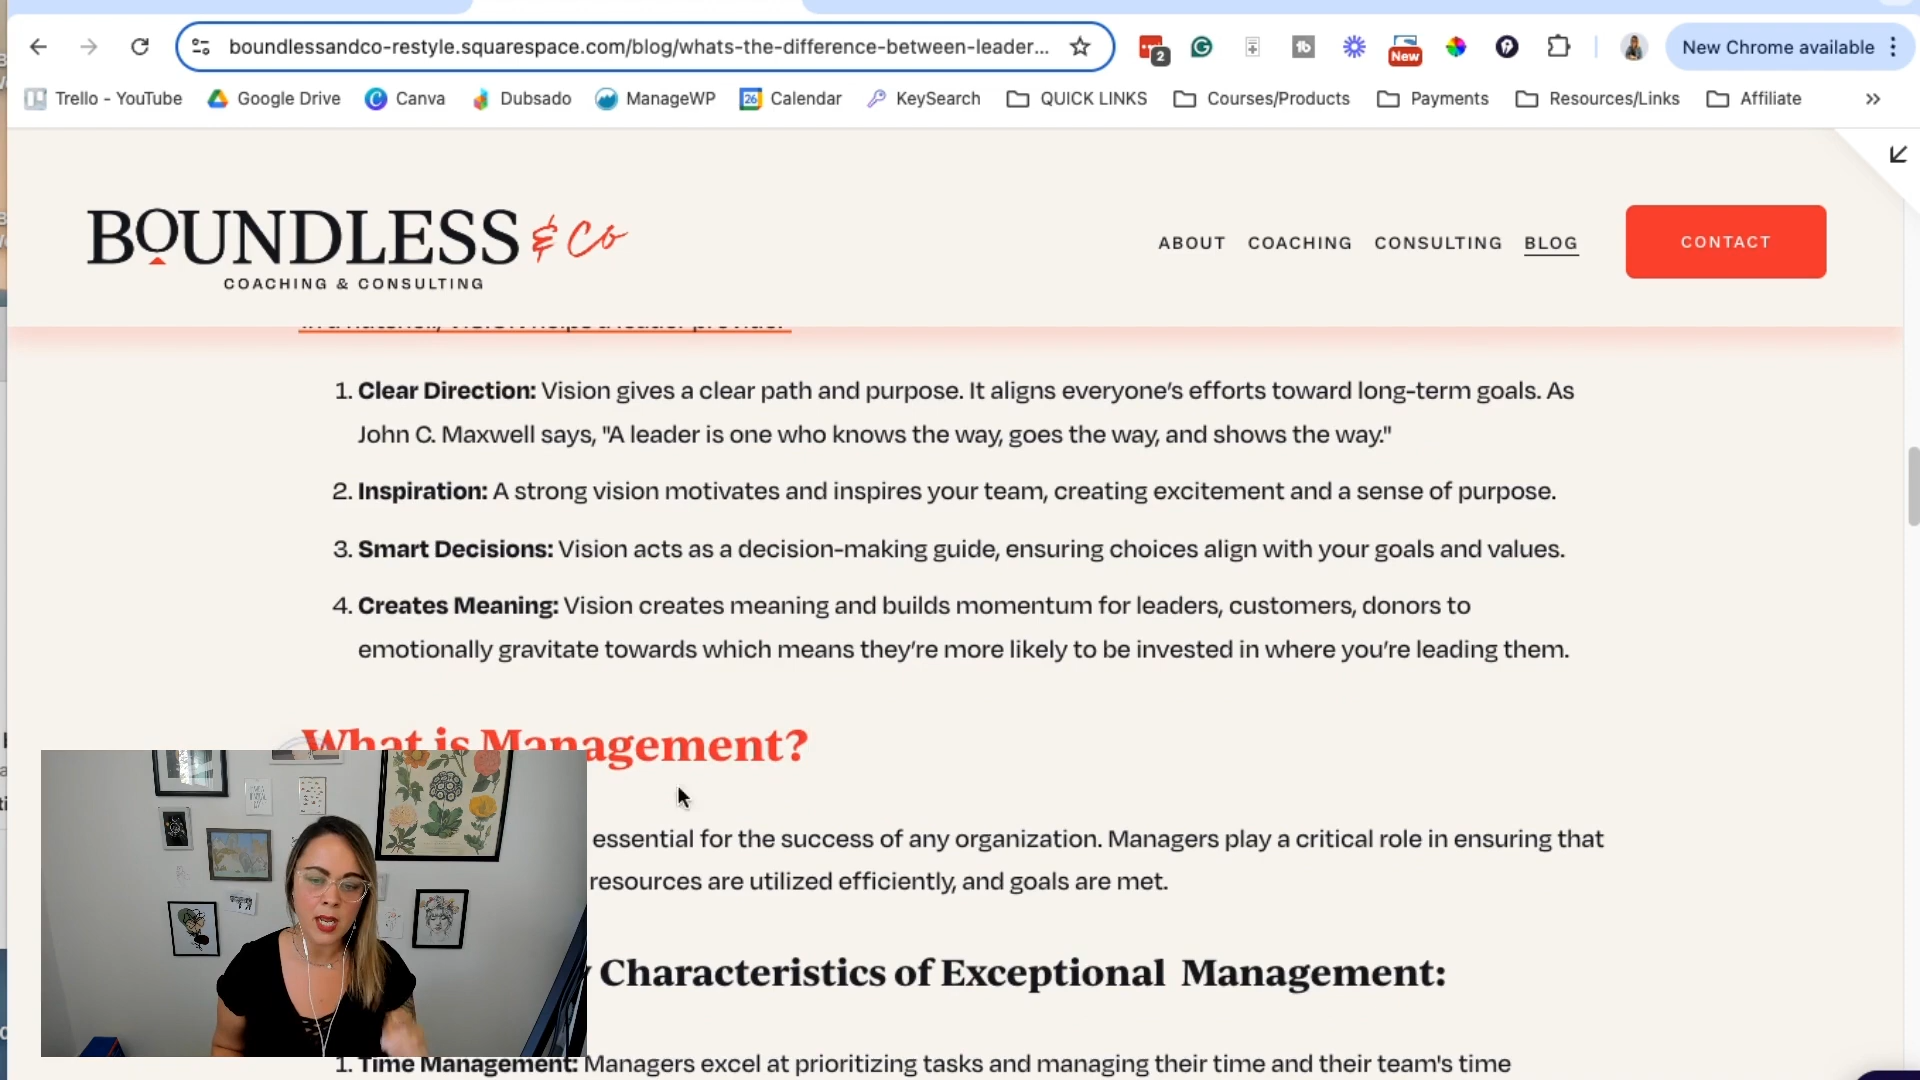 boundlessandco-restyle.squarespace.com/blog/whats-the-difference-between-leader...
2
New
New Chrome available
Trello - YouTube
Google Drive
26
Canva
Dubsado
ManageWP
Calendar
KeySearch
QUICK LINKS
Courses/Products
Payments
Resources/Links
Affiliate
BOUNDLESS & Co
COACHING & CONSULTING
ABOUT
COACHING
CONSULTING
BLOG
CONTACT
1. Clear Direction: Vision gives a clear path and purpose. It aligns everyone’s efforts toward long-term goals. As
John C. Maxwell says, "A leader is one who knows the way, goes the way, and shows the way."
2. Inspiration: A strong vision motivates and inspires your team, creating excitement and a sense of purpose.
3. Smart Decisions: Vision acts as a decision-making guide, ensuring choices align with your goals and values.
4. Creates Meaning: Vision creates meaning and builds momentum for leaders, customers, donors to
emotionally gravitate towards which means they’re more likely to be invested in where you’re leading them.
What is Management?
essential for the success of any organization. Managers play a critical role in ensuring that
resources are utilized efficiently, and goals are met.
Characteristics of Exceptional Management:
1. Time Management: Managers excel at prioritizing tasks and managing their time and their team's time